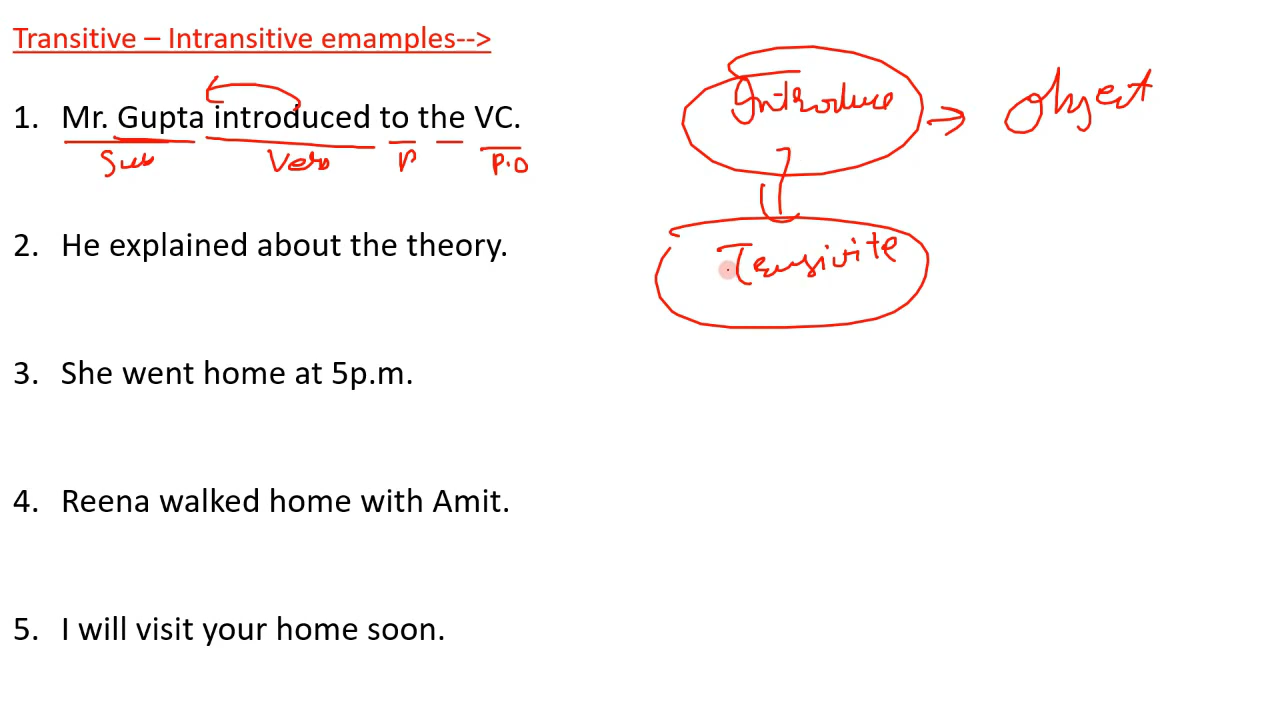 Transitive – Intransitive emamples-->
Introduce → object
1. Mr. Gupta introduced to the VC.
Sub Verb P P.O
2. He explained about the theory.
Tensivite
3. She went home at 5p.m.
4. Reena walked home with Amit.
5. I will visit your home soon.